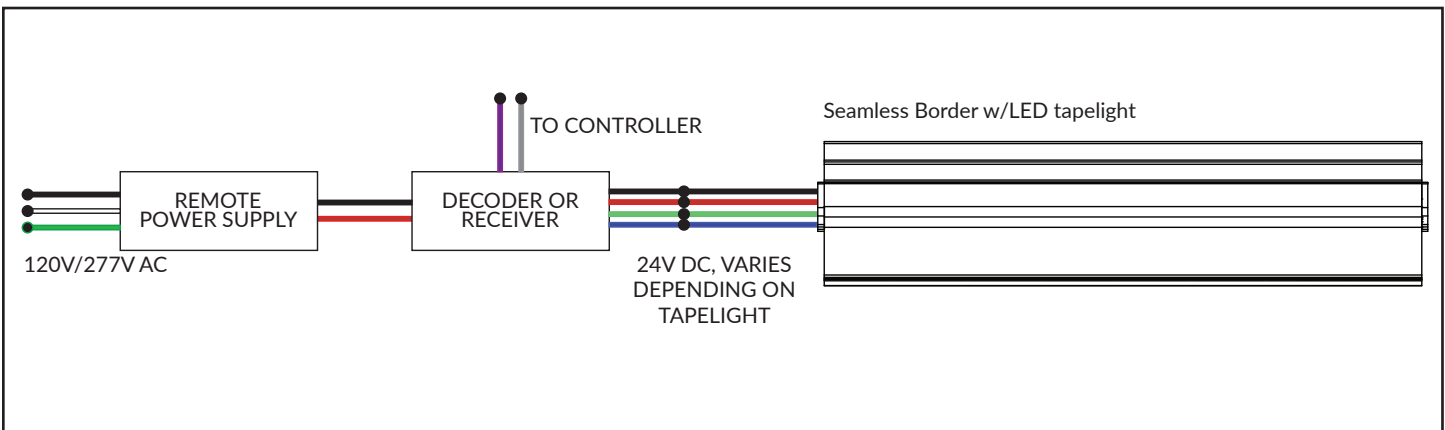 Seamless Border w/LED tapelight
TO CONTROLLER
REMOTE
POWER SUPPLY
DECODER OR
RECEIVER
120V/277V AC
24V DC, VARIES
DEPENDING ON
TAPELIGHT